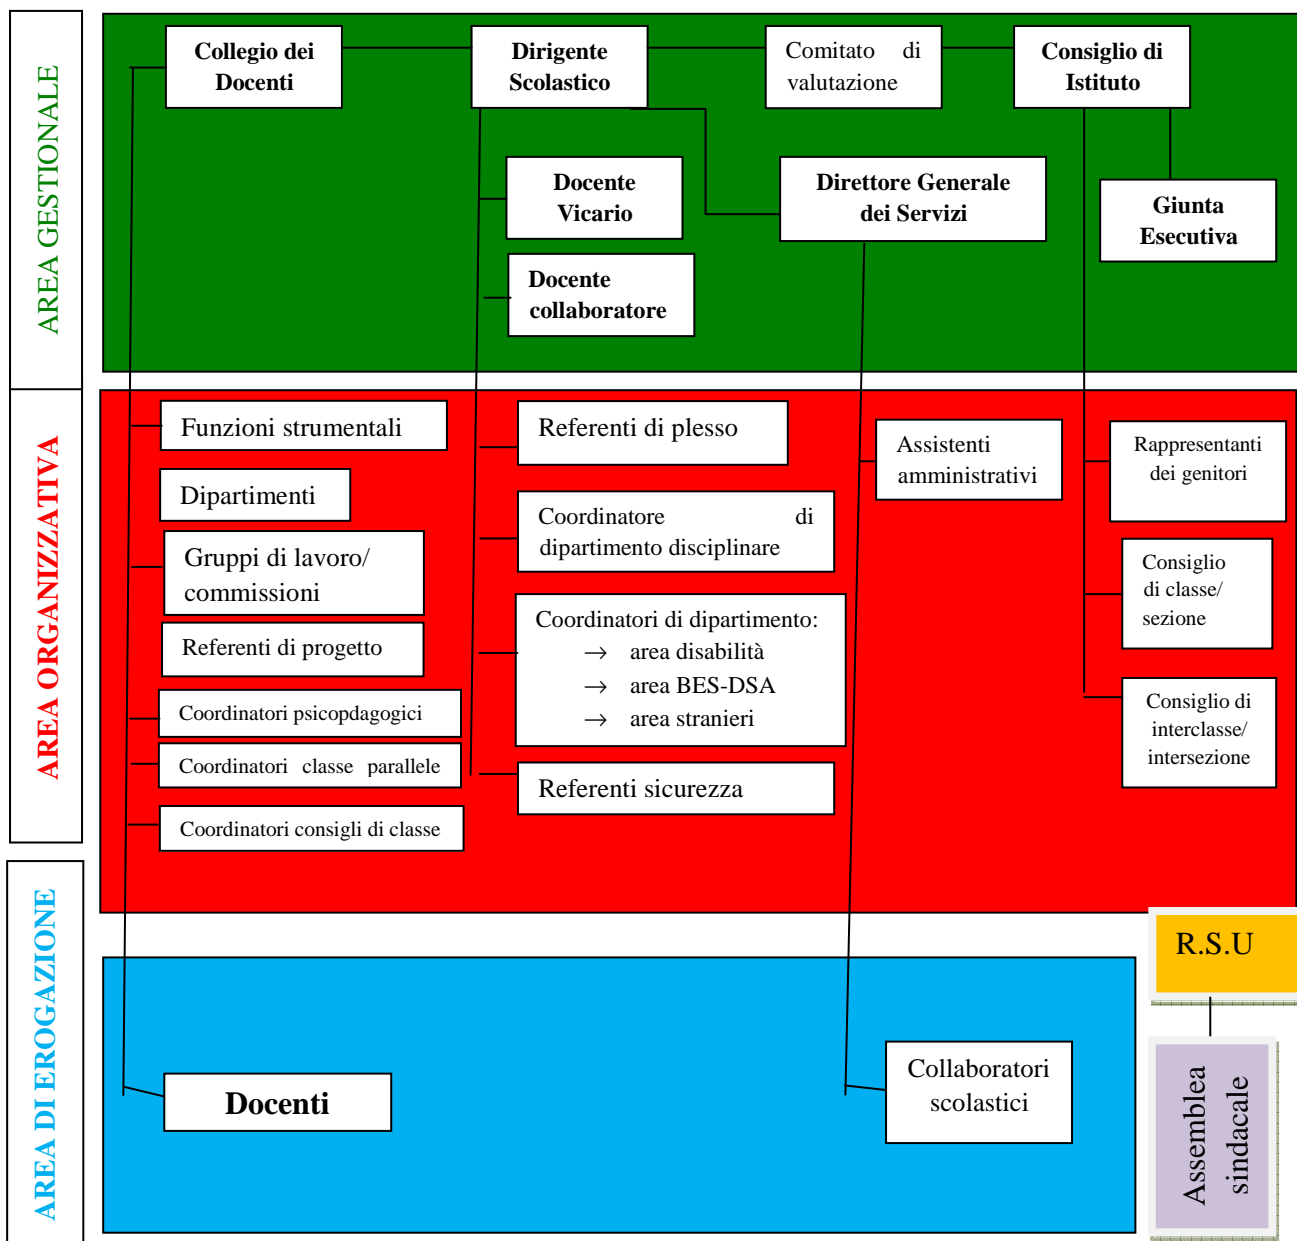 AREA GESTIONALE
Collegio dei
Docenti
Dirigente
Scolastico
Comitato di
valutazione
Consiglio di
Istituto
Docente
Vicario
Direttore Generale
dei Servizi
Giunta
Esecutiva
Docente
collaboratore
AREA ORGANIZZATIVA
Funzioni strumentali
Dipartimenti
Gruppi di lavoro/
commissioni
Referenti di progetto
Coordinatori psicopdagogici
Coordinatori classe parallele
Coordinatori consigli di classe
Referenti di plesso
Coordinatore di
dipartimento disciplinare
Coordinatori di dipartimento:
→ area disabilità
→ area BES-DSA
→ area stranieri
Referenti sicurezza
Assistenti
amministrativi
Rappresentanti
dei genitori
Consiglio
di classe/
sezione
Consiglio di
interclasse/
intersezione
AREA DI EROGAZIONE
Docenti
Collaboratori
scolastici
R.S.U
Assemblea
sindacale